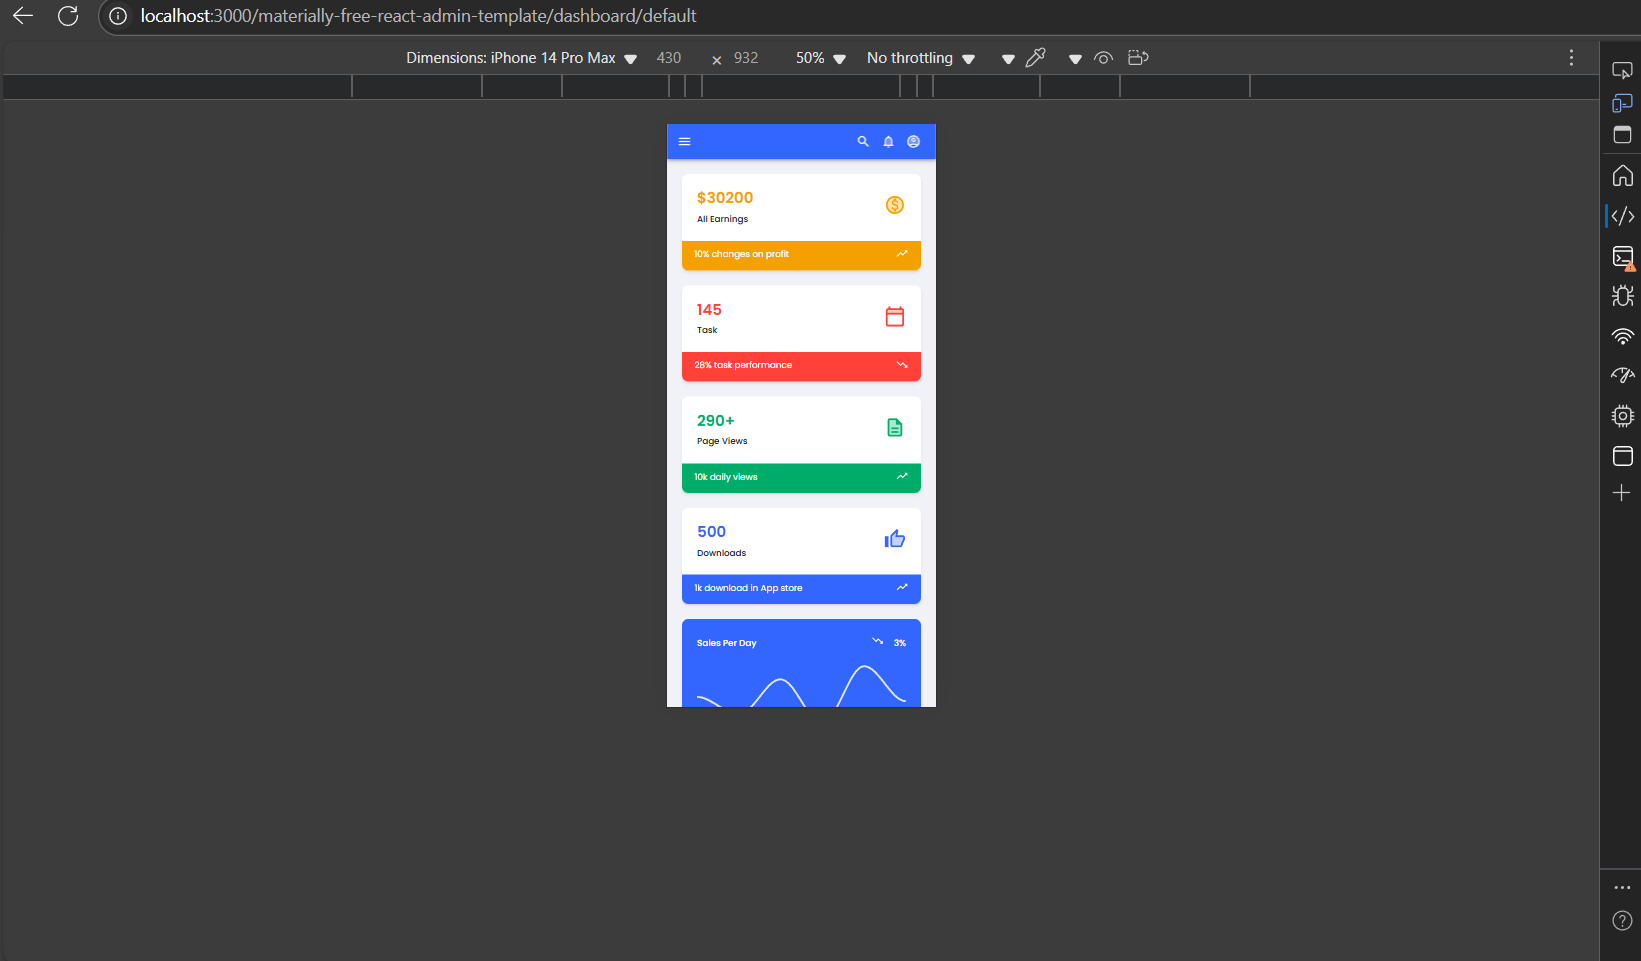 localhost:3000/materially-free-react-admin-template/dashboard/default
Dimensions: iPhone 14 Pro Max 430 × 932 50% No throttling
$30200
All Earnings
10% changes on profit
145
Task
28% task performance
290+
Page Views
10k daily views
500
Downloads
1k download in App store
Sales Per Day 3%